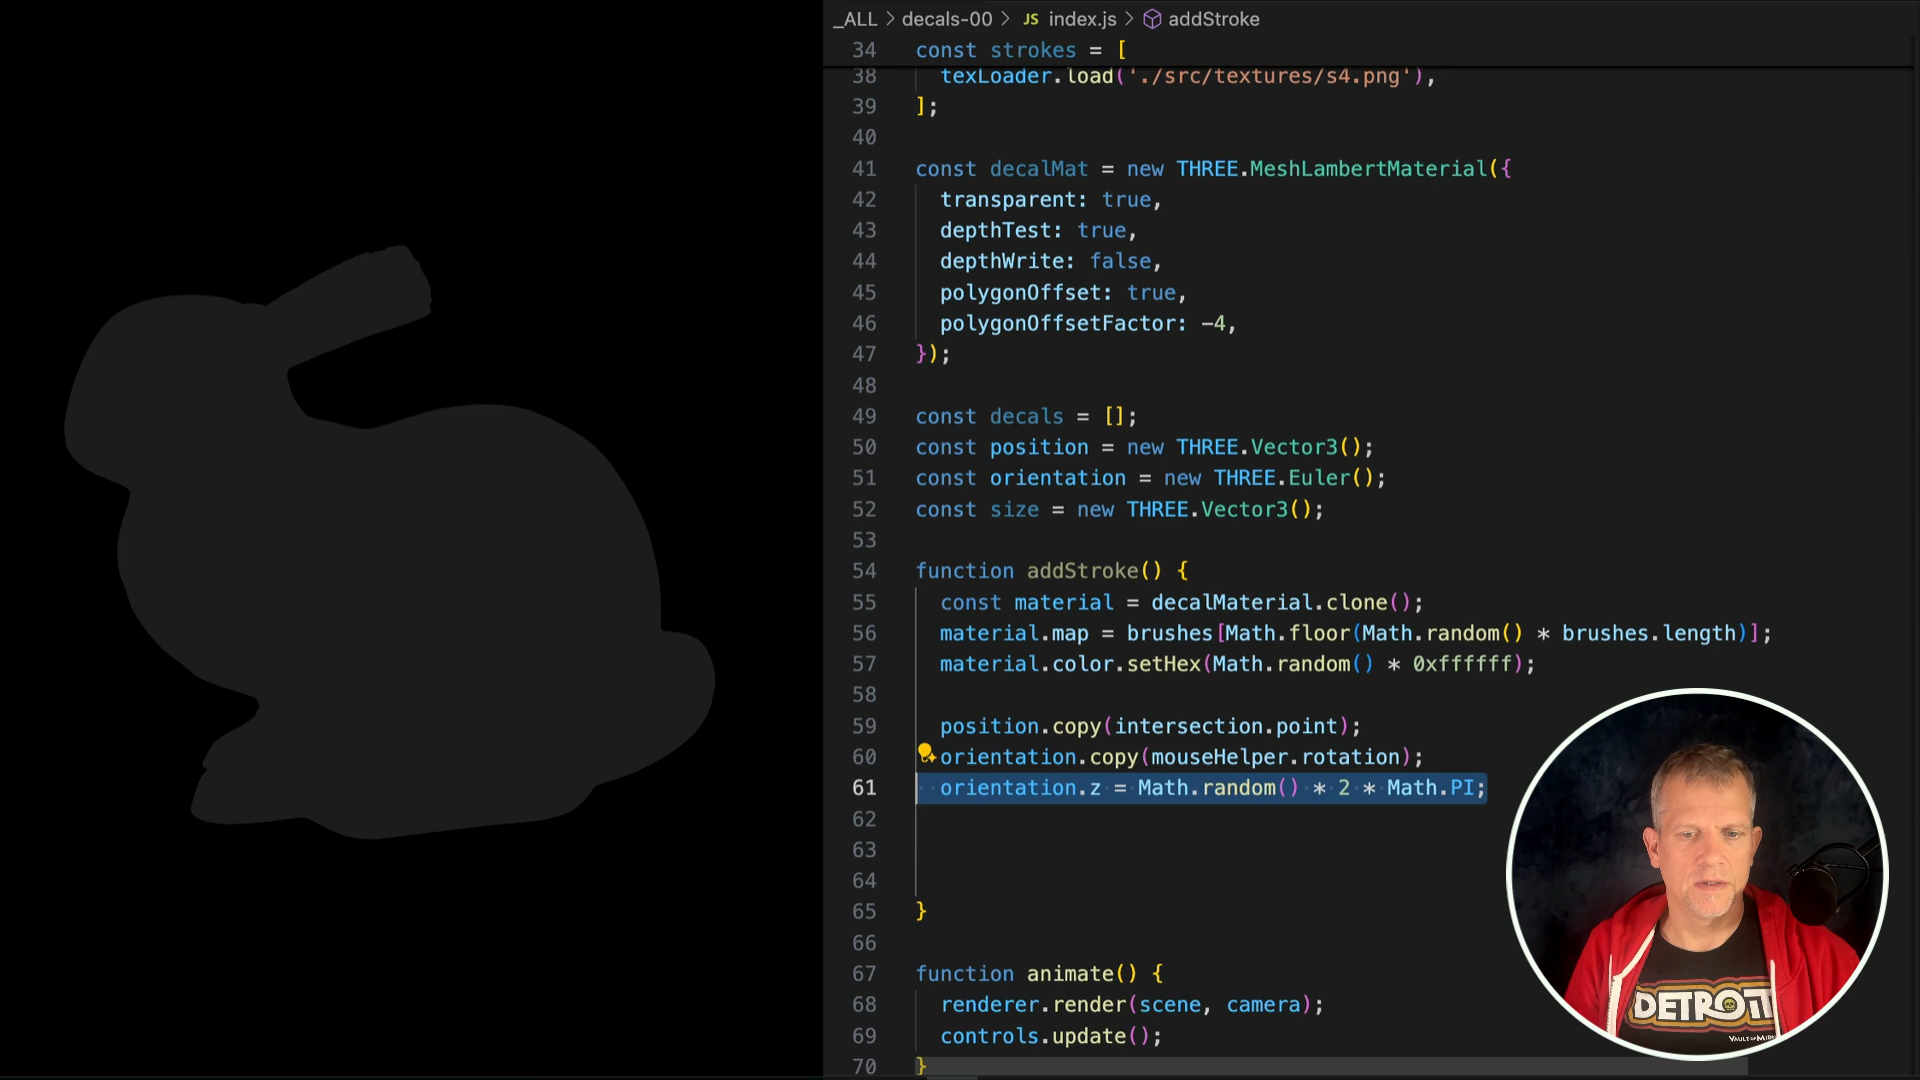 _ALL > decals-00 > JS index.js > addStroke
34 const strokes = [
38 texLoader.load('./src/textures/s4.png'),
39 ];
40
41 const decalMat = new THREE.MeshLambertMaterial({
42 transparent: true,
43 depthTest: true,
44 depthWrite: false,
45 polygonOffset: true,
46 polygonOffsetFactor: -4,
47 });
48
49 const decals = [];
50 const position = new THREE.Vector3();
51 const orientation = new THREE.Euler();
52 const size = new THREE.Vector3();
53
54 function addStroke() {
55 const material = decalMaterial.clone();
56 material.map = brushes[Math.floor(Math.random() * brushes.length)];
57 material.color.setHex(Math.random() * 0xffffff);
58
59 position.copy(intersection.point);
60 orientation.copy(mouseHelper.rotation);
61 orientation.z = Math.random() * 2 * Math.PI;
62
63
64
65 }
66
67 function animate() {
68 renderer.render(scene, camera);
69 controls.update();
70 }
DETROIT